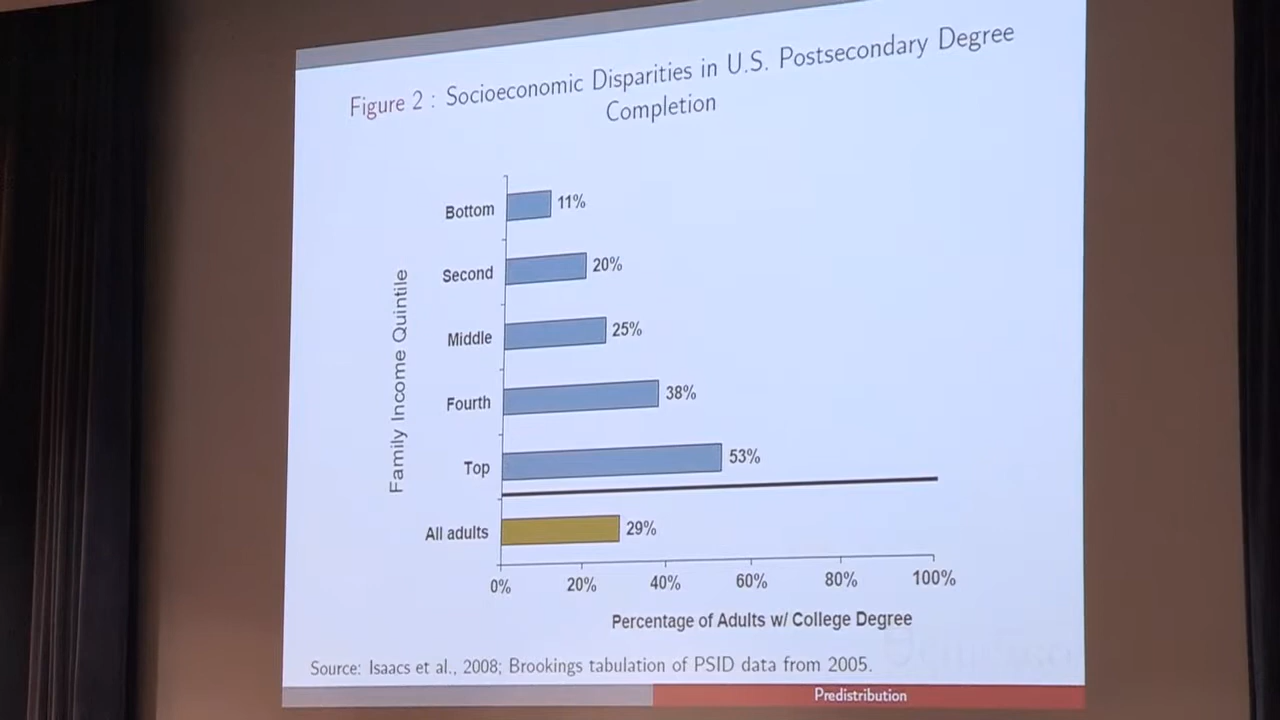 Figure 2 : Socioeconomic Disparities in U.S. Postsecondary Degree
Completion
Family Income Quintile
Bottom 11%
Second 20%
Middle 25%
Fourth 38%
Top 53%
All adults 29%
0% 20% 40% 60% 80% 100%
Percentage of Adults w/ College Degree
Source: Isaacs et al., 2008; Brookings tabulation of PSID data from 2005.
Predistribution